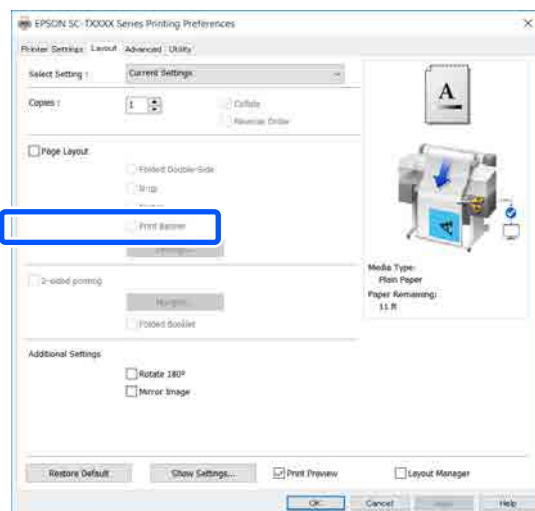 EPSON SC-TXXXX Series Printing Preferences
Printer Settings Layout Advanced Utility
Select Setting :
Current Settings
Copies :
1
Collate
Reverse Order
Page Layout
Folded Double-Side
N-up
Print Banner
2-sided printing
Margins...
Folded Booklet
Additional Settings
Rotate 180º
Mirror Image
A
A
Media Type:
Plain Paper
Paper Remaining:
11 ft
Restore Default
Show Settings...
Print Preview
Layout Manager
OK
Cancel
Help